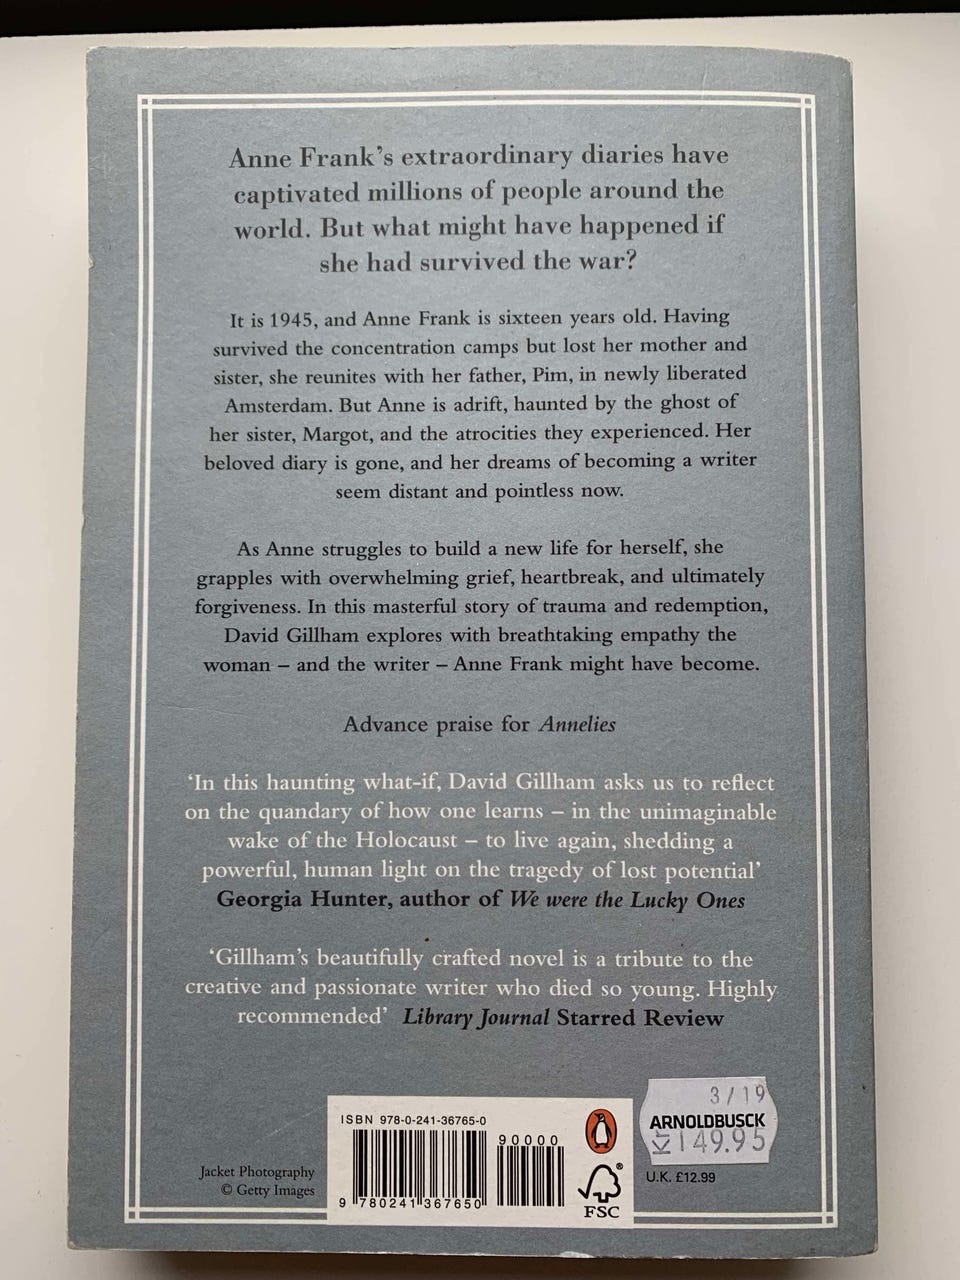 Anne Frank's extraordinary diaries have
captivated millions of people around the
world. But what might have happened if
she had survived the war?
It is 1945, and Anne Frank is sixteen years old. Having
survived the concentration camps but lost her mother and
sister, she reunites with her father, Pim, in newly liberated
Amsterdam. But Anne is adrift, haunted by the ghost of
her sister, Margot, and the atrocities they experienced. Her
beloved diary is gone, and her dreams of becoming a writer
seem distant and pointless now.
As Anne struggles to build a new life for herself, she
grapples with overwhelming grief, heartbreak, and ultimately
forgiveness. In this masterful story of trauma and redemption,
David Gillham explores with breathtaking empathy the
woman – and the writer – Anne Frank might have become.
Advance praise for Annelies
'In this haunting what-if, David Gillham asks us to reflect
on the quandary of how one learns – in the unimaginable
wake of the Holocaust – to live again, shedding a
powerful, human light on the tragedy of lost potential'
Georgia Hunter, author of We were the Lucky Ones
'Gillham's beautifully crafted novel is a tribute to the
creative and passionate writer who died so young. Highly
recommended' Library Journal Starred Review
Jacket Photography
© Getty Images
ISBN 978-0-241-36765-0
90000
9 780241 367650
®
FSC
3/19
ARNOLDBUSCK
Kr 149.95
U.K. £12.99